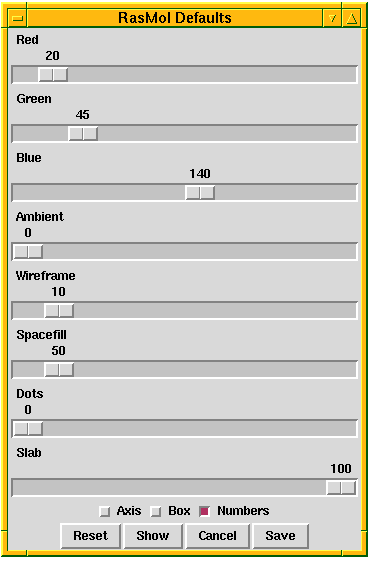 RasMol Defaults
Red
20
Green
45
Blue
140
Ambient
0
Wireframe
10
Spacefill
50
Dots
0
Slab
100
Axis Box Numbers
Reset Show Cancel Save